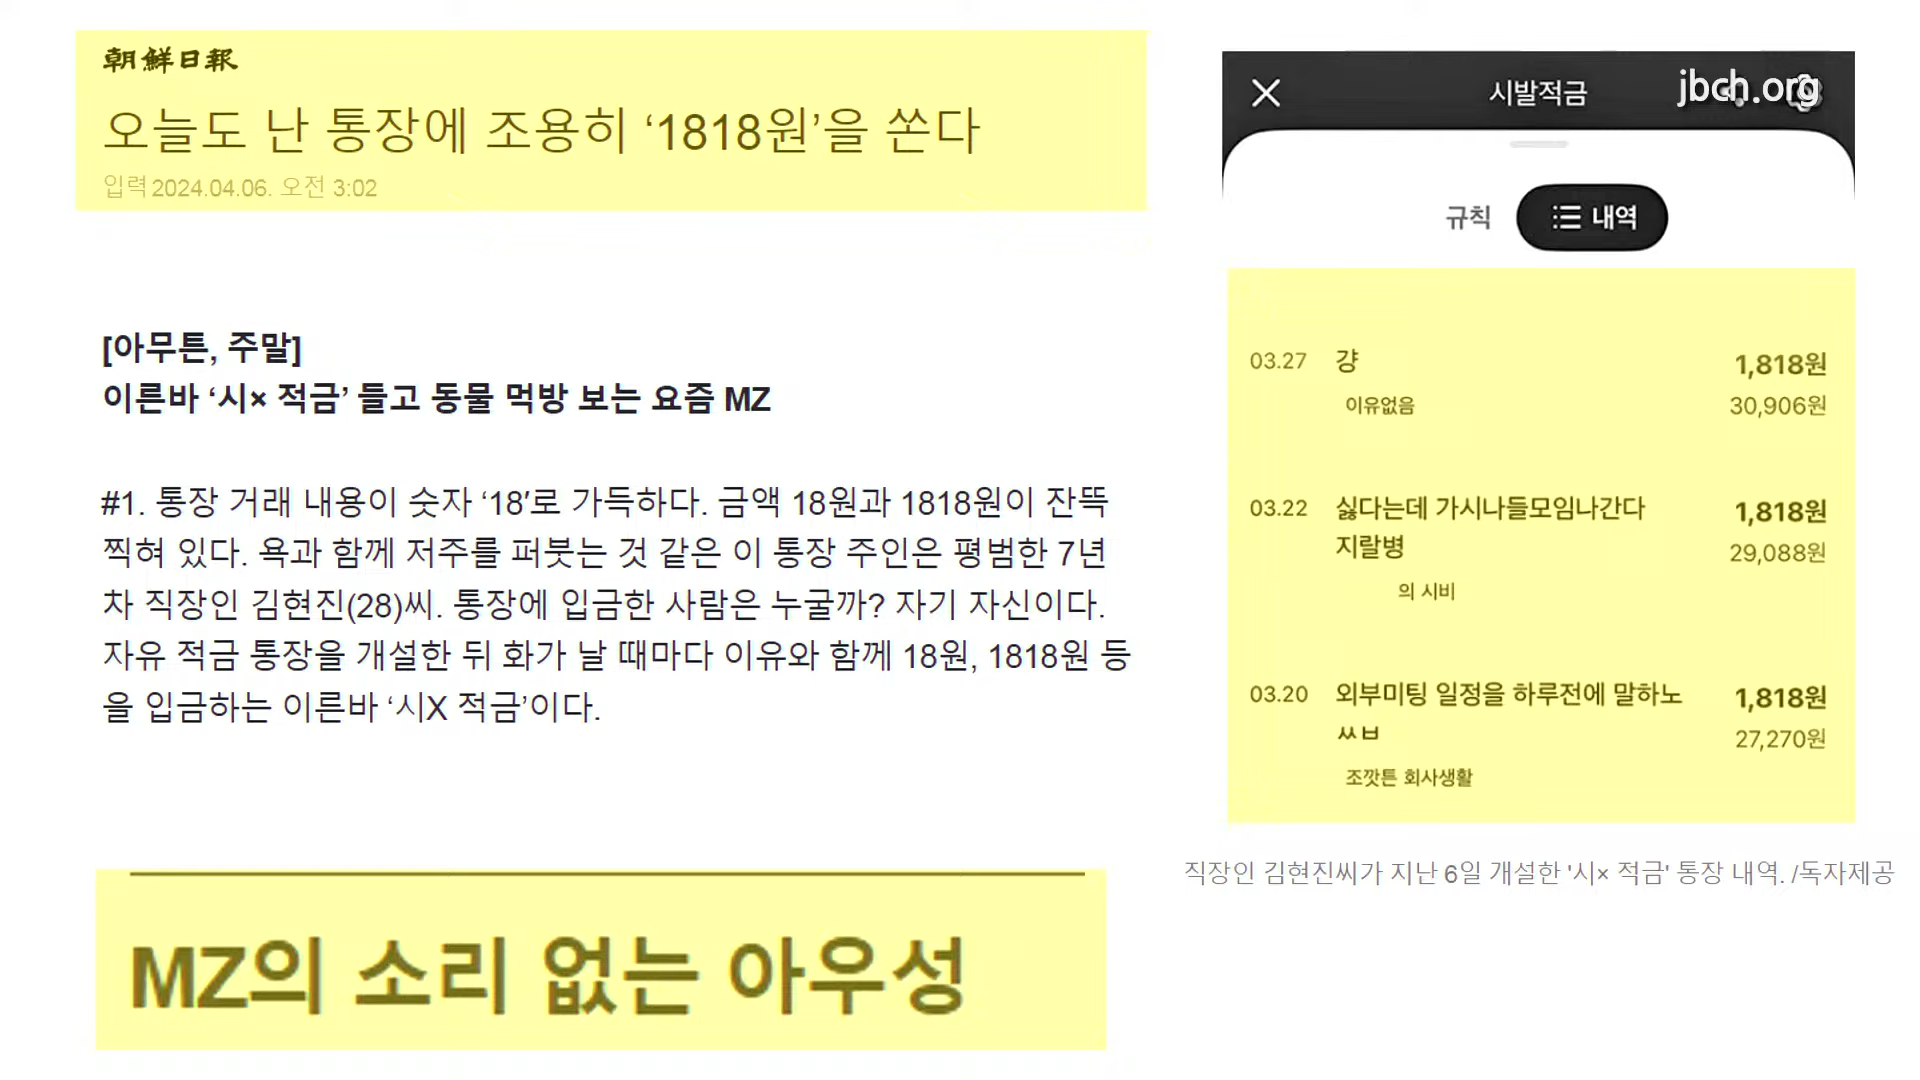 朝鮮日報
오늘도 난 통장에 조용히 ‘1818원’을 쏜다
입력 2024.04.06. 오전 3:02
[아무튼, 주말]
이른바 ‘시× 적금’ 들고 동물 먹방 보는 요즘 MZ
#1. 통장 거래 내용이 숫자 ‘18′로 가득하다. 금액 18원과 1818원이 잔뜩
찍혀 있다. 욕과 함께 저주를 퍼붓는 것 같은 이 통장 주인은 평범한 7년
차 직장인 김현진(28)씨. 통장에 입금한 사람은 누굴까? 자기 자신이다.
자유 적금 통장을 개설한 뒤 화가 날 때마다 이유와 함께 18원, 1818원 등
을 입금하는 이른바 ‘시X 적금’이다.
MZ의 소리 없는 아우성
시발적금
jbch.org
규칙 내역
03.27 걍 1,818원
이유없음 30,906원
03.22 싫다는데 가시나들모임나간다 1,818원
지랄병 29,088원
의 시비
03.20 외부미팅 일정을 하루전에 말하노 1,818원
ㅆㅂ 27,270원
조깟튼 회사생활
직장인 김현진씨가 지난 6일 개설한 '시× 적금' 통장 내역. /독자제공